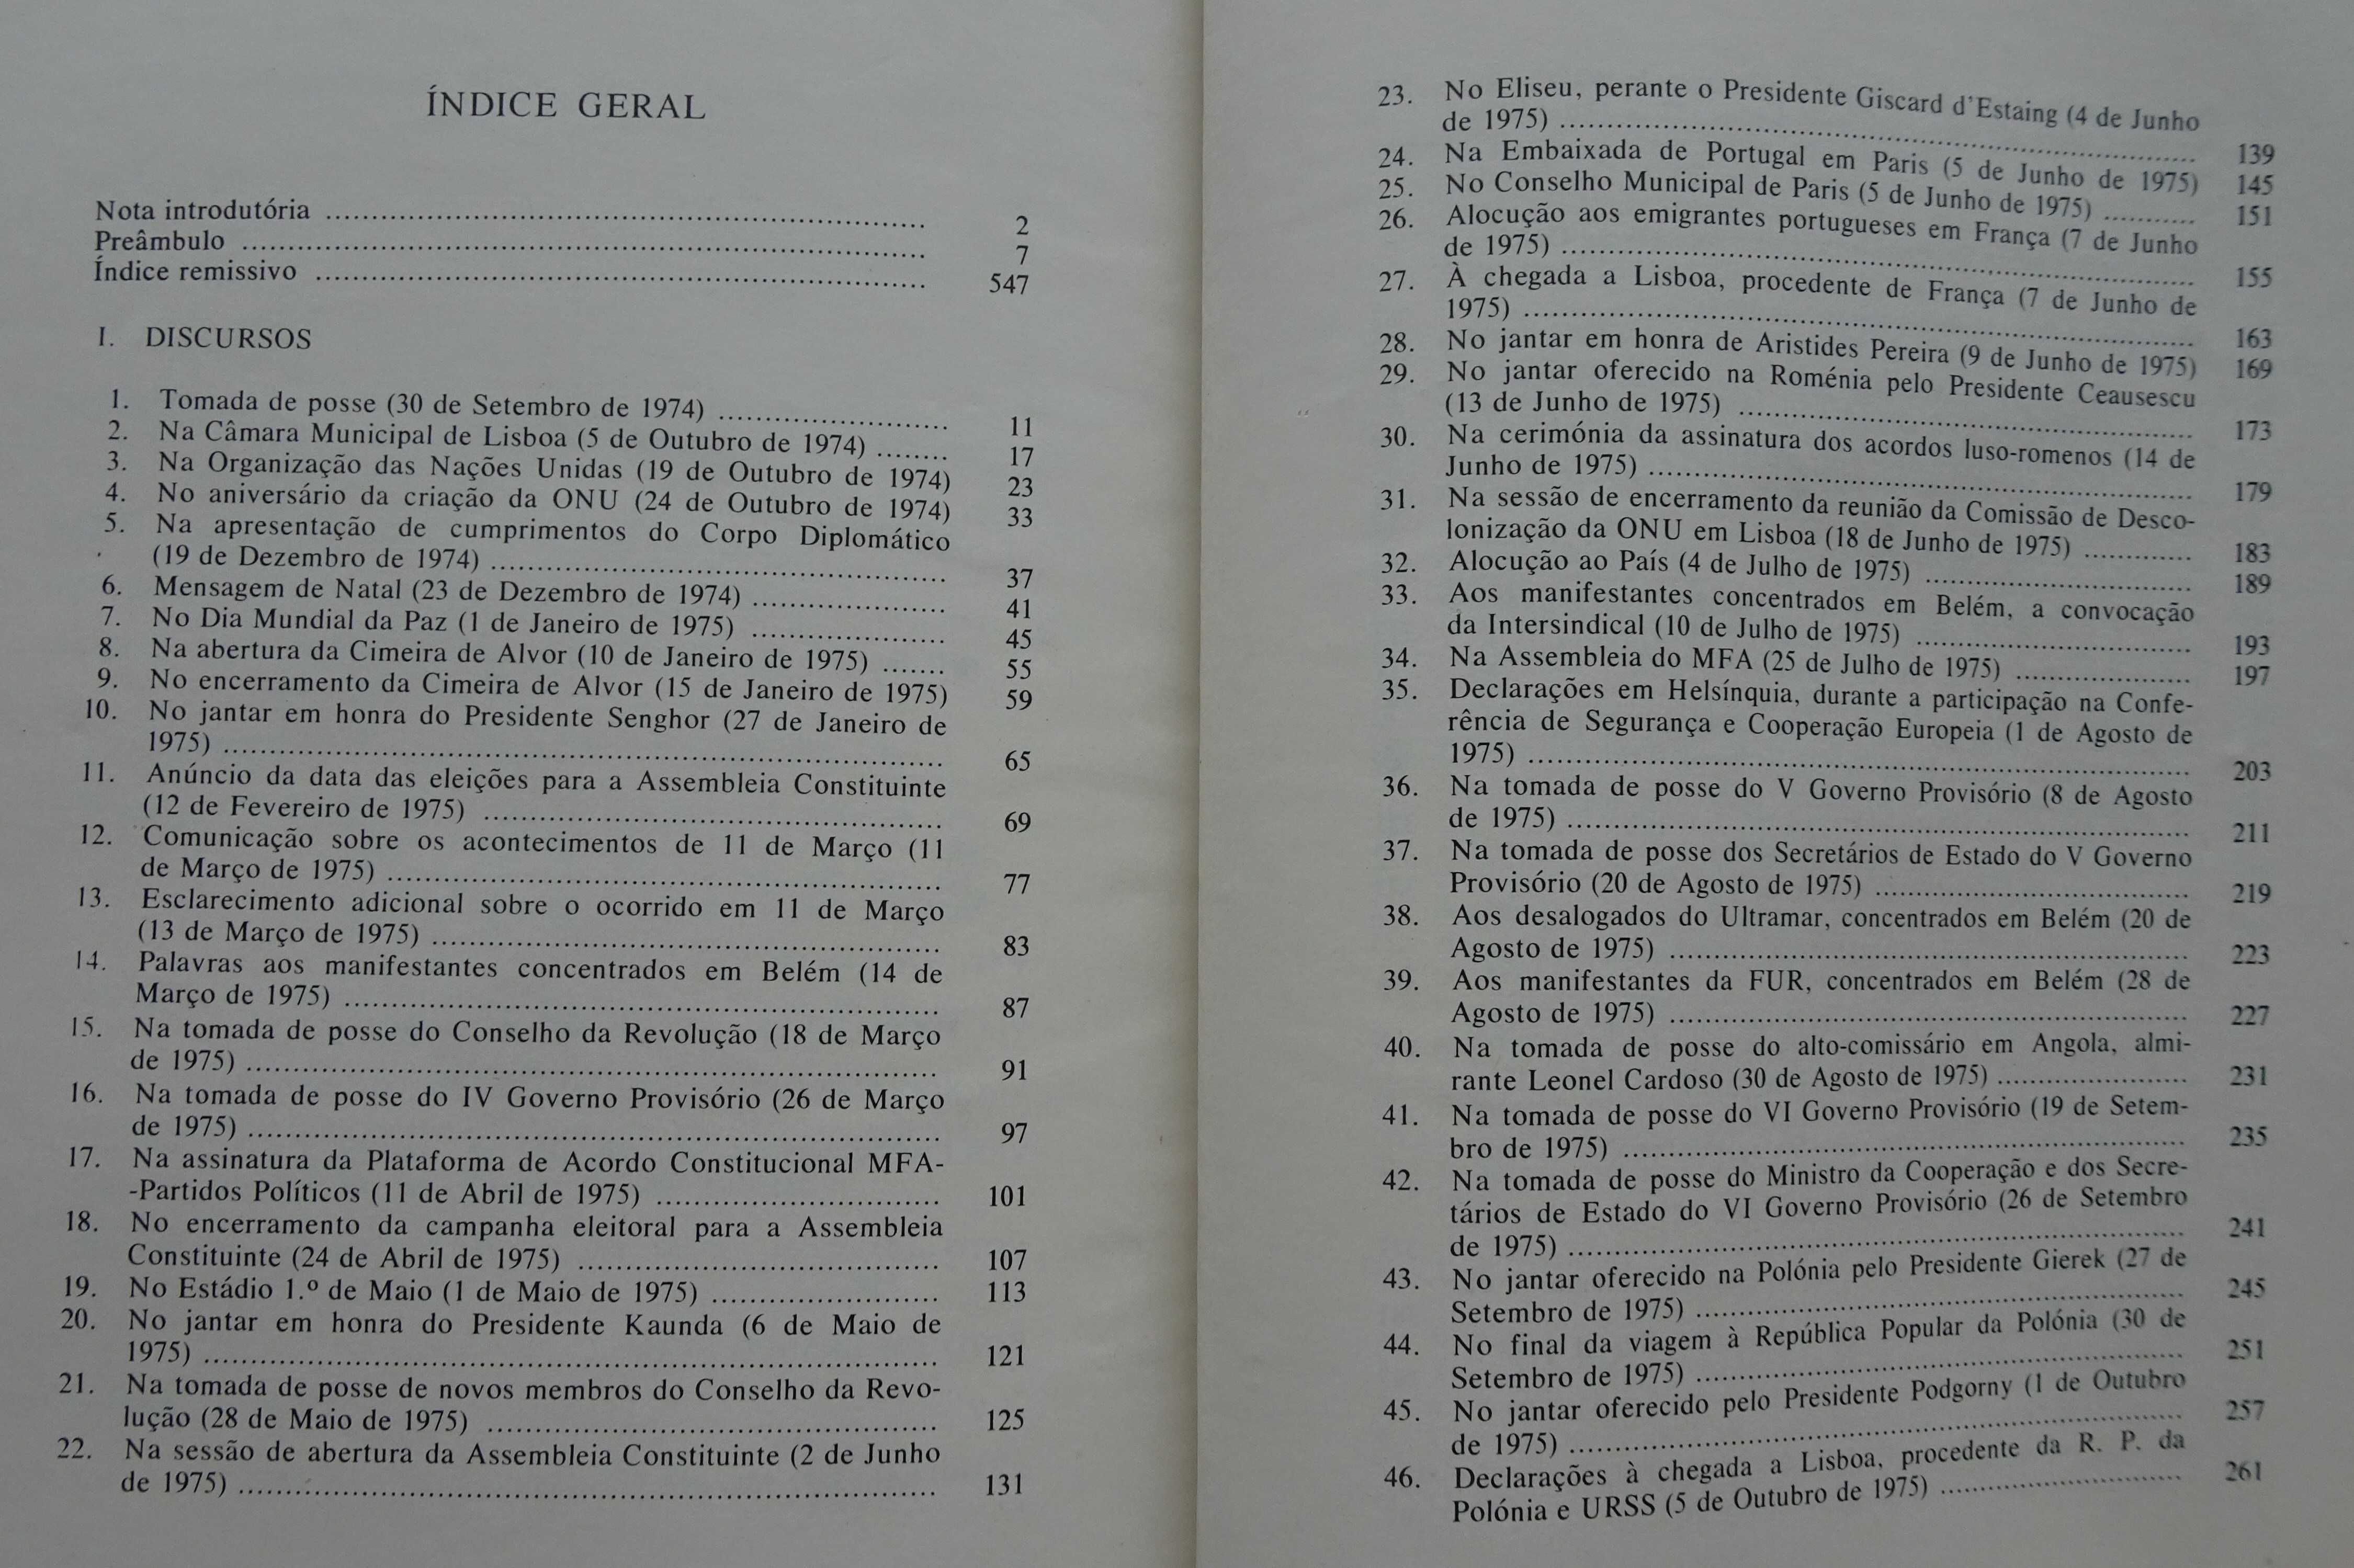 ÍNDICE GERAL
Nota introdutória ........ 2
Preâmbulo ........ 7
Índice remissivo ........ 547
I. DISCURSOS
1. Tomada de posse (30 de Setembro de 1974) ........ 11
2. Na Câmara Municipal de Lisboa (5 de Outubro de 1974) ........ 17
3. Na Organização das Nações Unidas (19 de Outubro de 1974) 23
4. No aniversário da criação da ONU (24 de Outubro de 1974) 33
5. Na apresentação de cumprimentos do Corpo Diplomático
(19 de Dezembro de 1974) ........ 37
6. Mensagem de Natal (23 de Dezembro de 1974) ........ 41
7. No Dia Mundial da Paz (1 de Janeiro de 1975) ........ 45
8. Na abertura da Cimeira de Alvor (10 de Janeiro de 1975) ....... 55
9. No encerramento da Cimeira de Alvor (15 de Janeiro de 1975) 59
10. No jantar em honra do Presidente Senghor (27 de Janeiro de
1975) ........ 65
11. Anúncio da data das eleições para a Assembleia Constituinte
(12 de Fevereiro de 1975) ........ 69
12. Comunicação sobre os acontecimentos de 11 de Março (11
de Março de 1975) ........ 77
13. Esclarecimento adicional sobre o ocorrido em 11 de Março
(13 de Março de 1975) ........ 83
14. Palavras aos manifestantes concentrados em Belém (14 de
Março de 1975) ........ 87
15. Na tomada de posse do Conselho da Revolução (18 de Março
de 1975) ........ 91
16. Na tomada de posse do IV Governo Provisório (26 de Março
de 1975) ........ 97
17. Na assinatura da Plataforma de Acordo Constitucional MFA-
-Partidos Políticos (11 de Abril de 1975) ........ 101
18. No encerramento da campanha eleitoral para a Assembleia
Constituinte (24 de Abril de 1975) ........ 107
19. No Estádio 1.º de Maio (1 de Maio de 1975) ........ 113
20. No jantar em honra do Presidente Kaunda (6 de Maio de
1975) ........ 121
21. Na tomada de posse de novos membros do Conselho da Revo-
lução (28 de Maio de 1975) ........ 125
22. Na sessão de abertura da Assembleia Constituinte (2 de Junho
de 1975) ........ 131
23. No Eliseu, perante o Presidente Giscard d'Estaing (4 de Junho
de 1975) ........ 139
24. Na Embaixada de Portugal em Paris (5 de Junho de 1975) 145
25. No Conselho Municipal de Paris (5 de Junho de 1975) ........ 151
26. Alocução aos emigrantes portugueses em França (7 de Junho
de 1975) ........ 155
27. À chegada a Lisboa, procedente de França (7 de Junho de
1975) ........ 163
28. No jantar em honra de Aristides Pereira (9 de Junho de 1975) 169
29. No jantar oferecido na Roménia pelo Presidente Ceausescu
(13 de Junho de 1975) ........ 173
30. Na cerimónia da assinatura dos acordos luso-romenos (14 de
Junho de 1975) ........ 179
31. Na sessão de encerramento da reunião da Comissão de Desco-
lonização da ONU em Lisboa (18 de Junho de 1975) ........ 183
32. Alocução ao País (4 de Julho de 1975) ........ 189
33. Aos manifestantes concentrados em Belém, a convocação
da Intersindical (10 de Julho de 1975) ........ 193
34. Na Assembleia do MFA (25 de Julho de 1975) ........ 197
35. Declarações em Helsínquia, durante a participação na Confe-
rência de Segurança e Cooperação Europeia (1 de Agosto de
1975) ........ 203
36. Na tomada de posse do V Governo Provisório (8 de Agosto
de 1975) ........ 211
37. Na tomada de posse dos Secretários de Estado do V Governo
Provisório (20 de Agosto de 1975) ........ 219
38. Aos desalogados do Ultramar, concentrados em Belém (20 de
Agosto de 1975) ........ 223
39. Aos manifestantes da FUR, concentrados em Belém (28 de
Agosto de 1975) ........ 227
40. Na tomada de posse do alto-comissário em Angola, almi-
rante Leonel Cardoso (30 de Agosto de 1975) ........ 231
41. Na tomada de posse do VI Governo Provisório (19 de Setem-
bro de 1975) ........ 235
42. Na tomada de posse do Ministro da Cooperação e dos Secre-
tários de Estado do VI Governo Provisório (26 de Setembro
de 1975) ........ 241
43. No jantar oferecido na Polónia pelo Presidente Gierek (27 de
Setembro de 1975) ........ 245
44. No final da viagem à República Popular da Polónia (30 de
Setembro de 1975) ........ 251
45. No jantar oferecido pelo Presidente Podgorny (1 de Outubro
de 1975) ........ 257
46. Declarações à chegada a Lisboa, procedente da R. P. da
Polónia e URSS (5 de Outubro de 1975) ........ 261